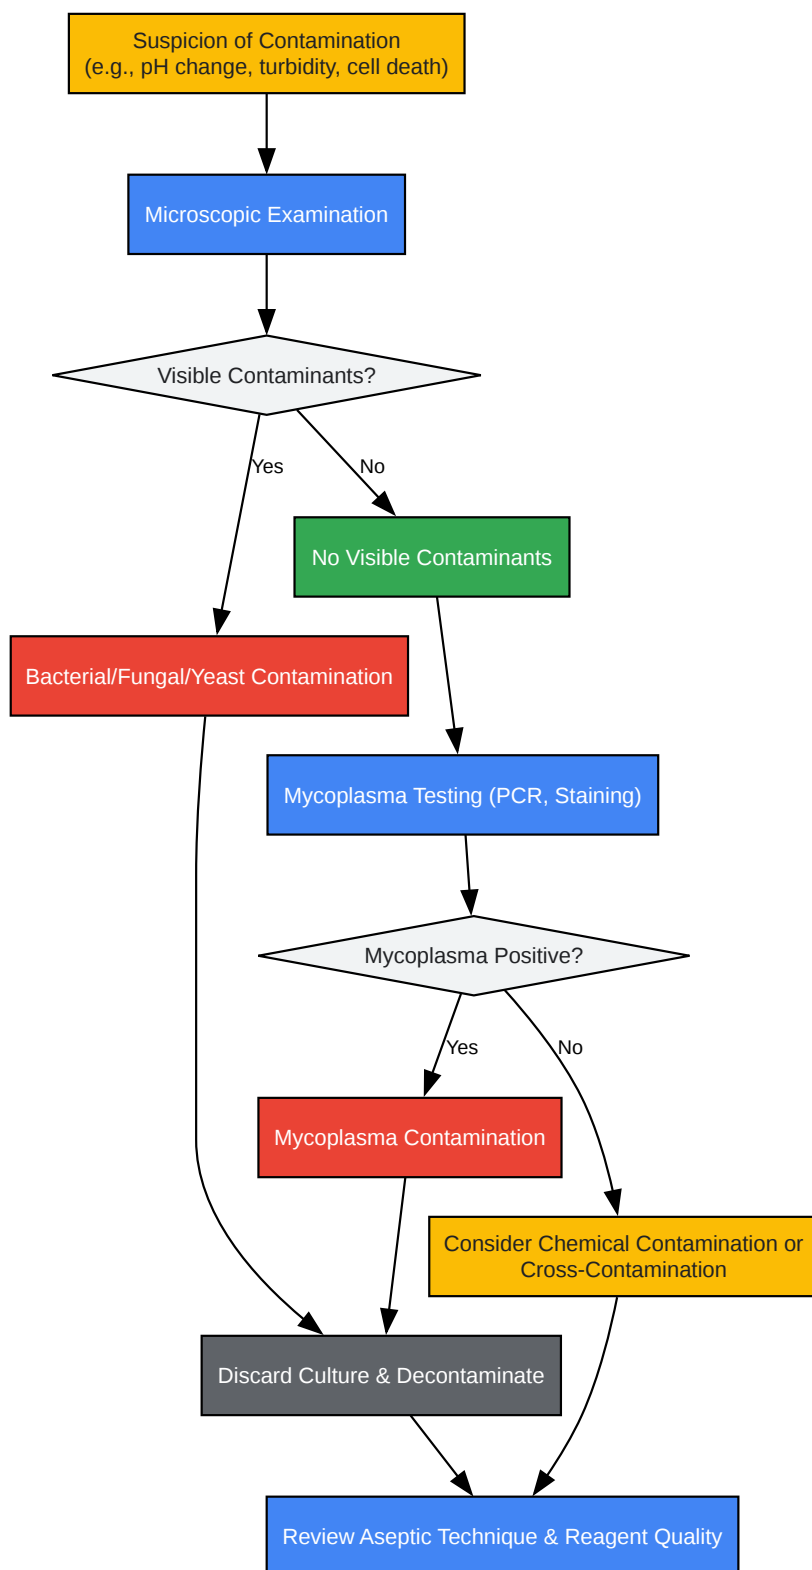 Suspicion of Contamination
(e.g., pH change, turbidity, cell death)
Microscopic Examination
Visible Contaminants?
Yes
No
No Visible Contaminants
Bacterial/Fungal/Yeast Contamination
Mycoplasma Testing (PCR, Staining)
Mycoplasma Positive?
Yes
No
Mycoplasma Contamination
Consider Chemical Contamination or
Cross-Contamination
Discard Culture & Decontaminate
Review Aseptic Technique & Reagent Quality